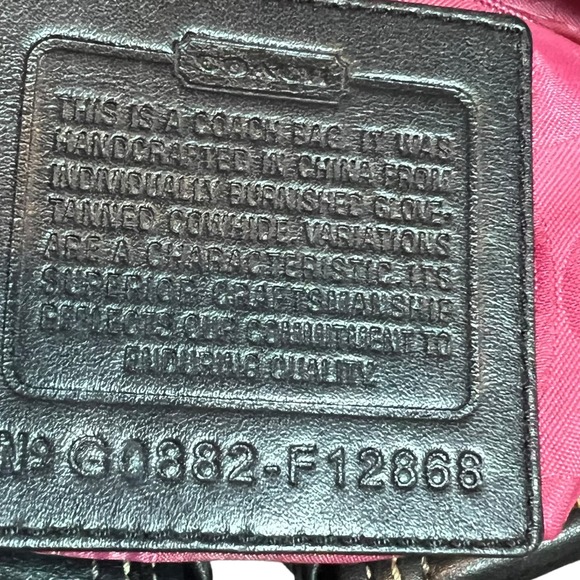 COACH
THIS IS A COACH BAG. IT WAS
HANDCRAFTED IN CHINA FROM
INDIVIDUALLY BURNISHED GLOVE-
TANNED COWHIDE. VARIATIONS
ARE A CHARACTERISTIC. ITS
SUPERIOR CRAFTSMANSHIP
REFLECTS OUR COMMITMENT TO
ENDURING QUALITY.
Nº G0882-F12868